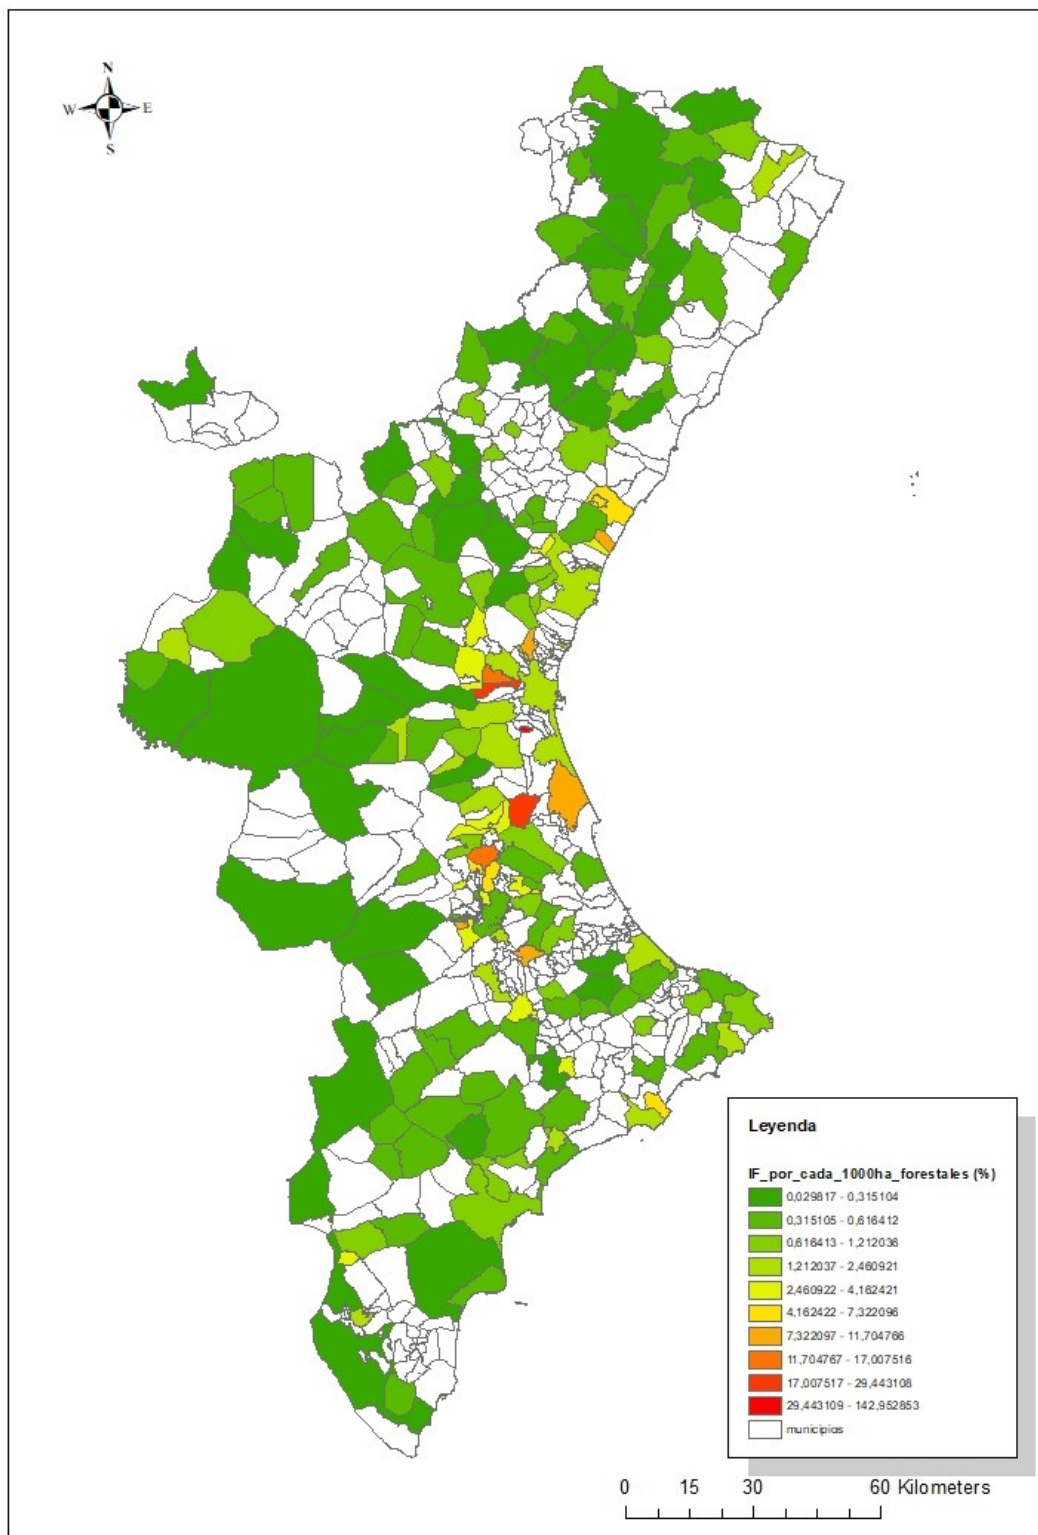 N
W E
S
Leyenda
IF_por_cada_1000ha_forestales (%)
0,029817 - 0,315104
0,315105 - 0,616412
0,616413 - 1,212036
1,212037 - 2,460921
2,460922 - 4,162421
4,162422 - 7,322096
7,322097 - 11,704766
11,704767 - 17,007516
17,007517 - 29,443108
29,443109 - 142,952853
municipios
0 15 30 60 Kilometers